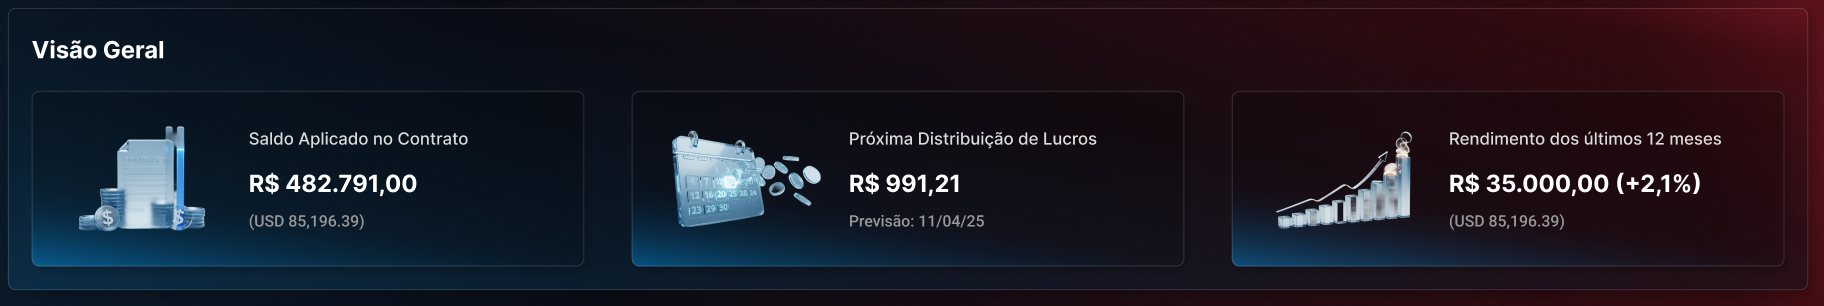 Visão Geral
Saldo Aplicado no Contrato
R$ 482.791,00
(USD 85,196.39)
Próxima Distribuição de Lucros
R$ 991,21
Previsão: 11/04/25
Rendimento dos últimos 12 meses
R$ 35.000,00 (+2,1%)
(USD 85,196.39)